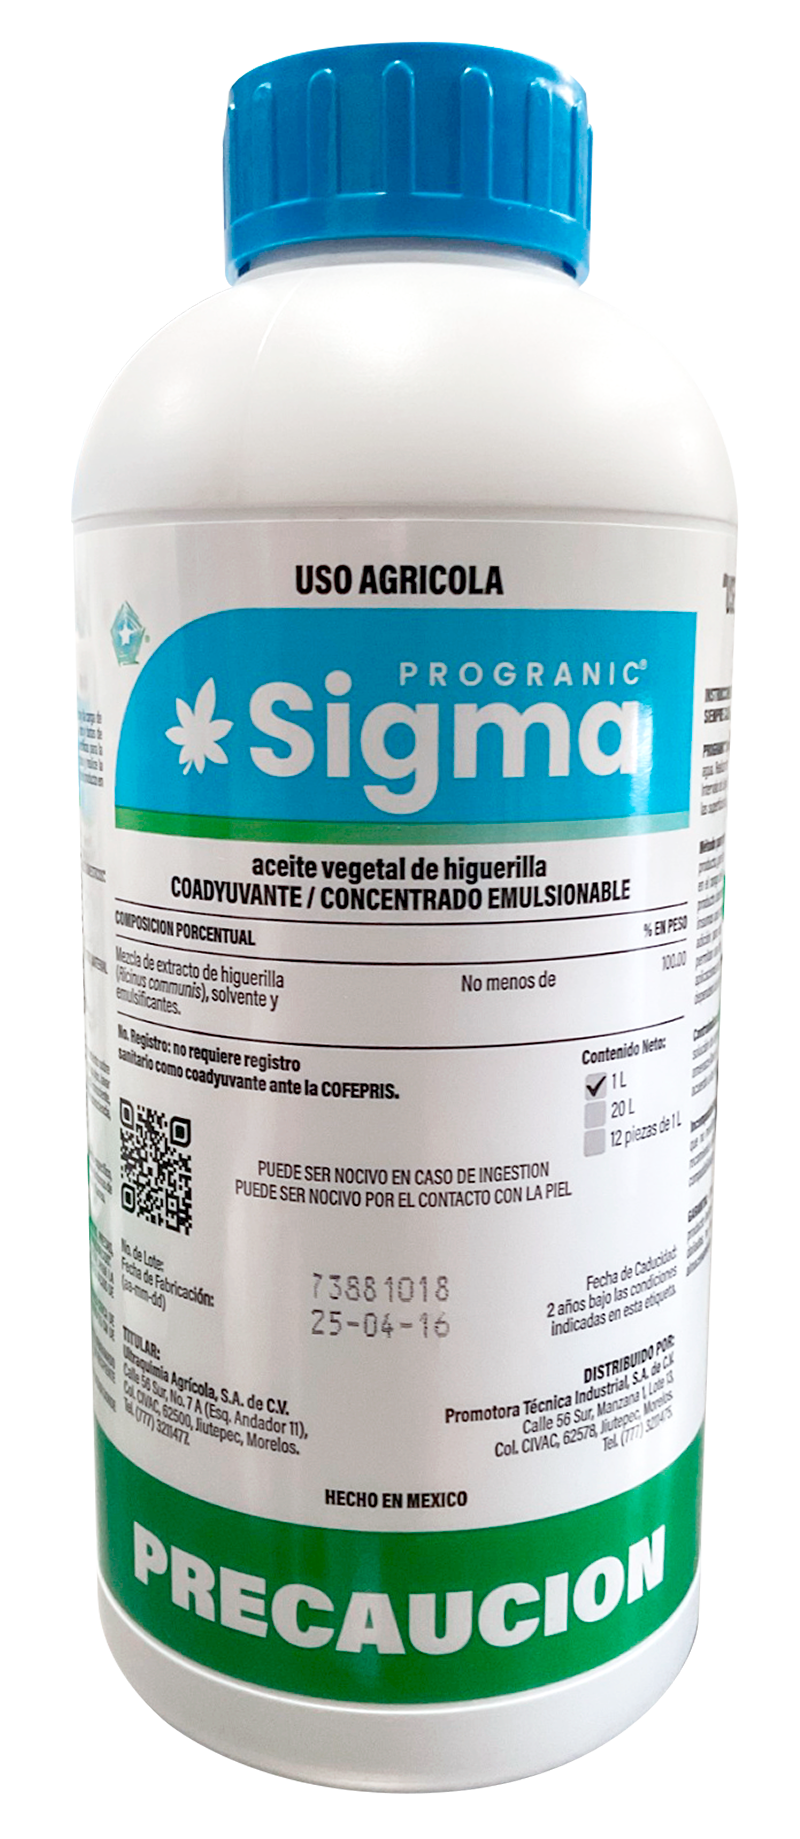 USO AGRICOLA
PROGRANIC®
Sigma
aceite vegetal de higuerilla
COADYUVANTE / CONCENTRADO EMULSIONABLE
COMPOSICION PORCENTUAL % EN PESO
Mezcla de extracto de higuerilla
(Ricinus communis), solvente y
emulsificantes.
No menos de 100.00
No. Registro: no requiere registro
sanitario como coadyuvante ante la COFEPRIS.
Contenido Neto:
1 L
20 L
12 piezas de 1 L
PUEDE SER NOCIVO EN CASO DE INGESTION
PUEDE SER NOCIVO POR EL CONTACTO CON LA PIEL
No. de Lote:
Fecha de Fabricación:
(aa-mm-dd)
73881018
25-04-16
Fecha de Caducidad:
2 años bajo las condiciones
indicadas en esta etiqueta.
TITULAR:
Ultraquimia Agrícola, S.A. de C.V.
Calle 56 Sur, No. 7 A (Esq. Andador 11),
Col. CIVAC, 62500, Jiutepec, Morelos.
Tel. (777) 3211477.
DISTRIBUIDO POR:
Promotora Técnica Industrial, S.A. de C.V.
Calle 56 Sur, Manzana 1, Lote 13.
Col. CIVAC, 62578, Jiutepec, Morelos.
Tel. (777) 3211475.
HECHO EN MEXICO
PRECAUCION